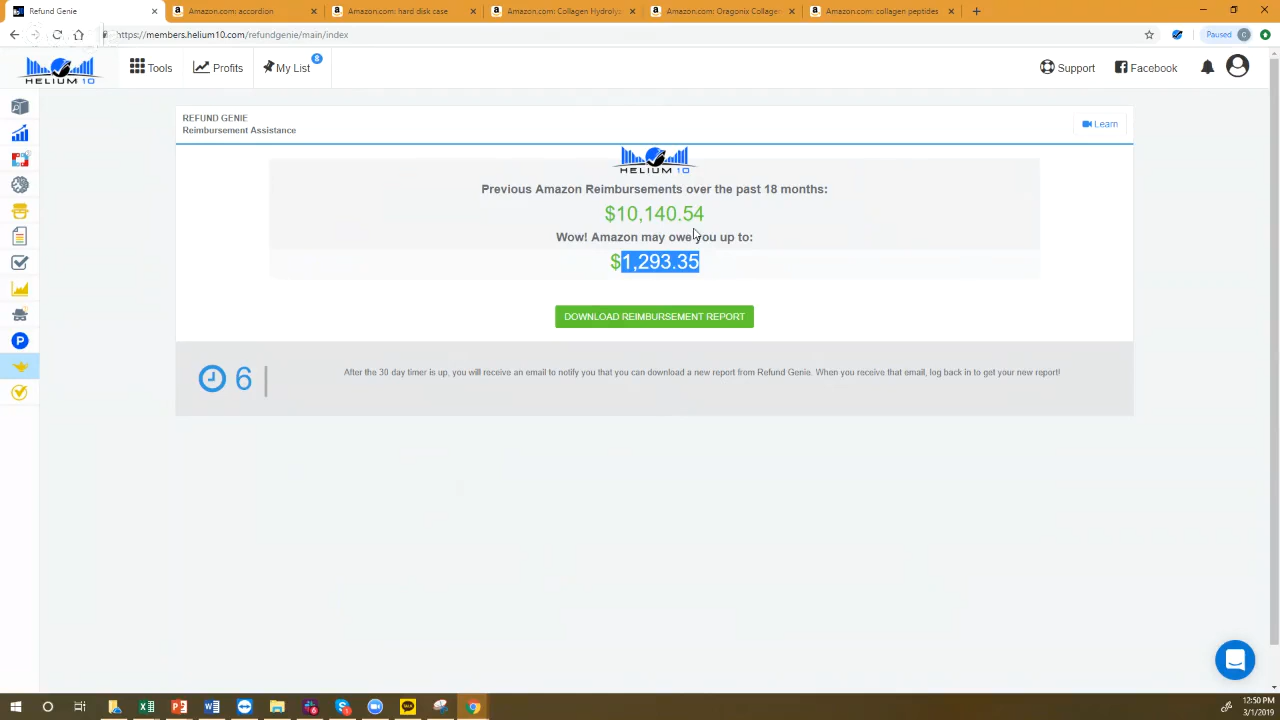 Refund Genie
Amazon.com: accordion
Amazon.com: hard disk case
Amazon.com: Collagen Hydrolyz
Amazon.com: Oragonix Collage
Amazon.com: collagen peptides
https://members.helium10.com/refundgenie/main/index
Paused
G
HELIUM 10
Tools
Profits
My List
8
Support
Facebook
REFUND GENIE
Reimbursement Assistance
Learn
HELIUM 10
Previous Amazon Reimbursements over the past 18 months:
$10,140.54
Wow! Amazon may owe you up to:
$1,293.35
DOWNLOAD REIMBURSEMENT REPORT
6
After the 30 day timer is up, you will receive an email to notify you that you can download a new report from Refund Genie. When you receive that email, log back in to get your new report!
12:50 PM
3/1/2019